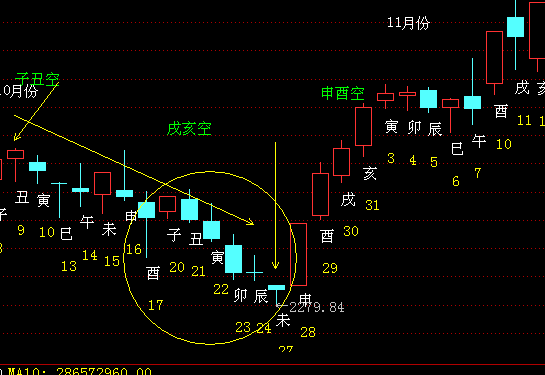 11月份
子丑空
10月份
申酉空
戌亥空
戌 亥
酉 11 1
寅 卯 辰 午 10
3 4 5 巳 7
6
亥
31
戌
30
酉
29
丑 寅
9 10 巳 午 未 申
13 14 15 16
子 丑
酉 20 21 寅
17 22 卯 辰
23 24 未
27
申
28
2279.84
MA10: 286572960.00